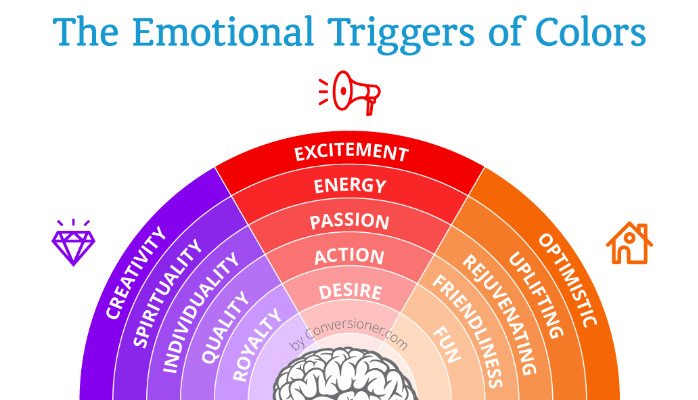 The Emotional Triggers of Colors
EXCITEMENT
ENERGY
PASSION
ACTION
DESIRE
CREATIVITY
SPIRITUALITY
INDIVIDUALITY
QUALITY
ROYALTY
OPTIMISTIC
UPLIFTING
REJUVENATING
FRIENDLINESS
FUN
by Conversioner.com